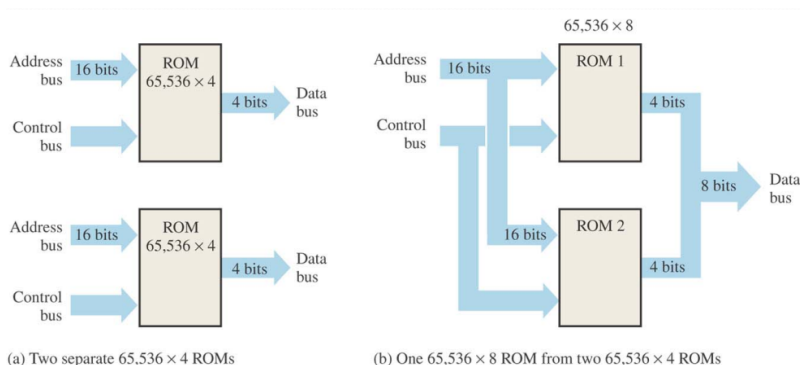 Address
bus
16 bits
ROM
65,536 × 4
4 bits
Data
bus
Control
bus
Address
bus
16 bits
ROM
65,536 × 4
4 bits
Data
bus
Control
bus
(a) Two separate 65,536 × 4 ROMs
65,536 × 8
Address
bus
16 bits
ROM 1
4 bits
Control
bus
8 bits
Data
bus
16 bits
ROM 2
4 bits
(b) One 65,536 × 8 ROM from two 65,536 × 4 ROMs